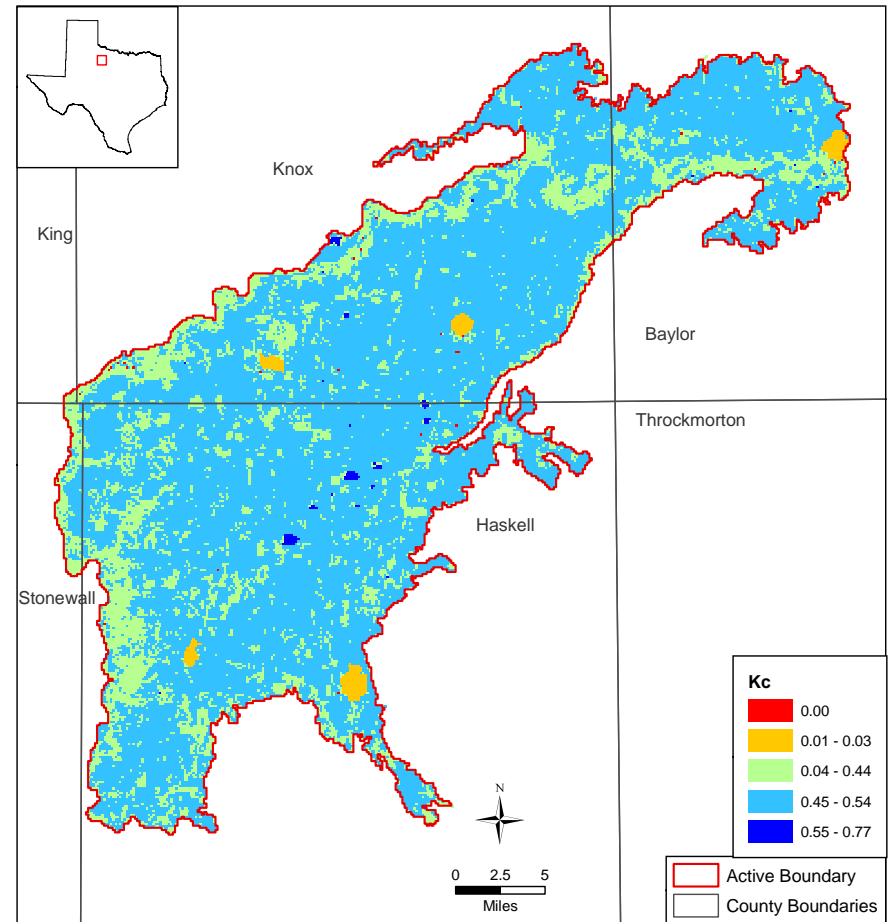 Knox
King
Baylor
Throckmorton
Haskell
Stonewall
Kc
0.00
0.01 - 0.03
0.04 - 0.44
0.45 - 0.54
0.55 - 0.77
N
0 2.5 5
Miles
Active Boundary
County Boundaries